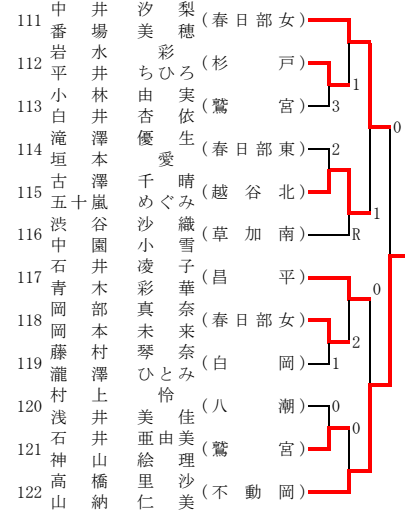 111 中井汐梨 番場美穂 (春日部女)
112 岩水彩 平井ちひろ (杉戸) 1
113 小林由実 白井杏依 (鷲宮) 3
0
114 滝澤優生 垣本愛 (春日部東) 2
115 古澤千晴 五十嵐めぐみ (越谷北) 1
116 渋谷沙織 中園小雪 (草加南) R
117 石井凌子 青木彩華 (昌平) 0
118 岡部真奈 岡本未来 (春日部女) 2
119 藤村琴奈 瀧澤ひとみ (白岡) 1
120 村上怜 浅井美佳 (八潮) 0
121 石井亜由美 神山絵理 (鷲宮) 0
122 高橋里沙 山納仁美 (不動岡)